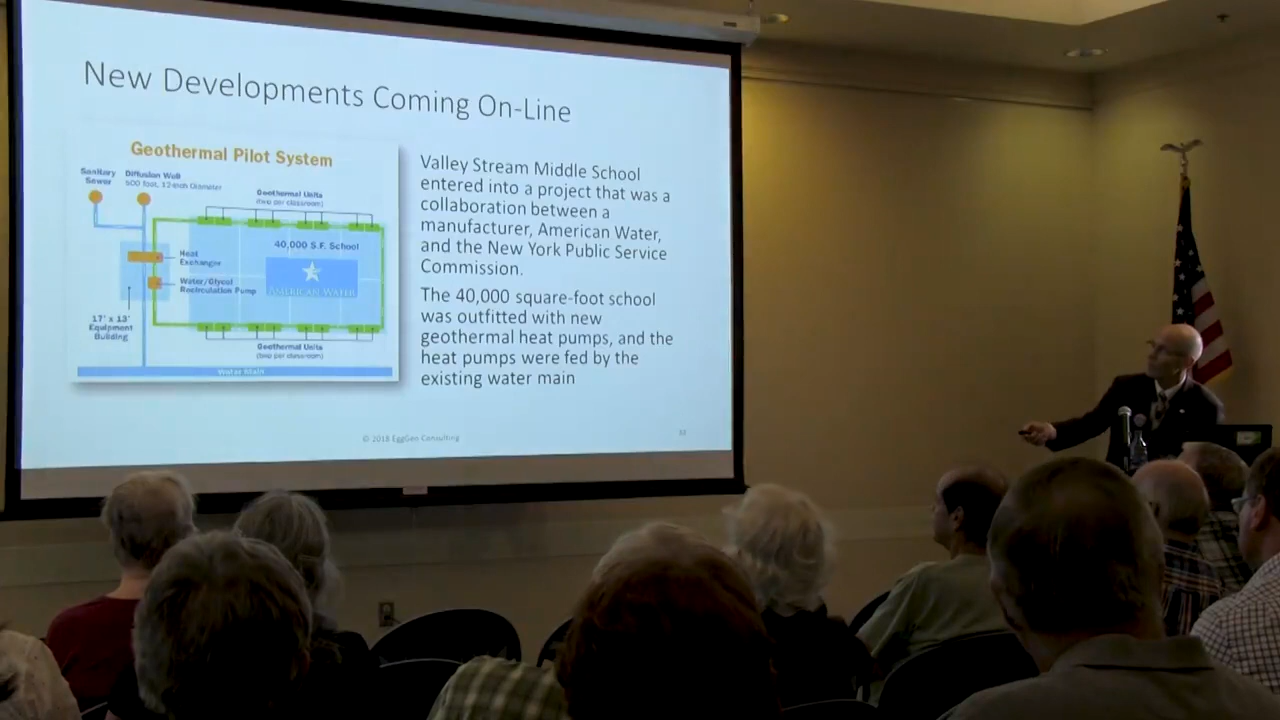 New Developments Coming On-Line
Geothermal Pilot System
Sanitary
Sewer
Diffusion Well
500 foot, 12-inch Diameter
Geothermal Units
(two per classroom)
40,000 S.F. School
Heat
Exchanger
AMERICAN WATER
Water/Glycol
Recirculation Pump
17' x 13'
Equipment
Building
Geothermal Units
(two per classroom)
Water Main
Valley Stream Middle School
entered into a project that was a
collaboration between a
manufacturer, American Water,
and the New York Public Service
Commission.
The 40,000 square-foot school
was outfitted with new
geothermal heat pumps, and the
heat pumps were fed by the
existing water main
© 2018 EggGeo Consulting